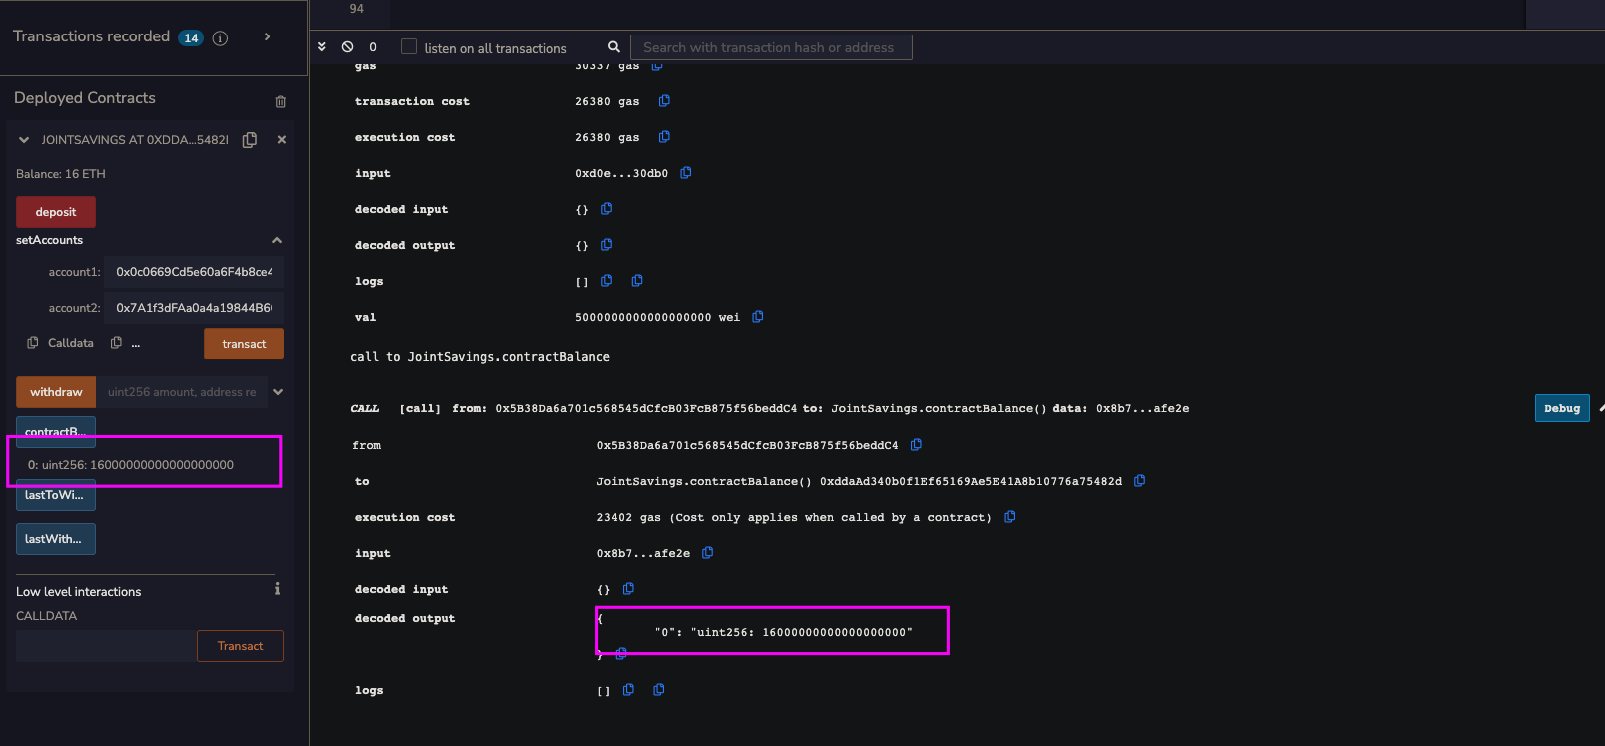 94
Transactions recorded 14 i >
0 listen on all transactions Search with transaction hash or address
Deployed Contracts
JOINTSAVINGS AT 0XDDA...5482I
Balance: 16 ETH
deposit
setAccounts
account1: 0x0c0669Cd5e60a6F4b8ce4
account2: 0x7A1f3dFAa0a4a19844B6
Calldata ...
transact
withdraw uint256 amount, address re
contractB...
0: uint256: 16000000000000000000
lastToWi...
lastWith...
Low level interactions i
CALLDATA
Transact
gas 30337 gas
transaction cost 26380 gas
execution cost 26380 gas
input 0xd0e...30db0
decoded input {}
decoded output {}
logs []
val 5000000000000000000 wei
call to JointSavings.contractBalance
CALL [call] from: 0x5B38Da6a701c568545dCfcB03FcB875f56beddC4 to: JointSavings.contractBalance() data: 0x8b7...afe2e
Debug
from 0x5B38Da6a701c568545dCfcB03FcB875f56beddC4
to JointSavings.contractBalance() 0xddaAd340b0f1Ef65169Ae5E41A8b10776a75482d
execution cost 23402 gas (Cost only applies when called by a contract)
input 0x8b7...afe2e
decoded input {}
decoded output {
"0": "uint256: 16000000000000000000"
}
logs []